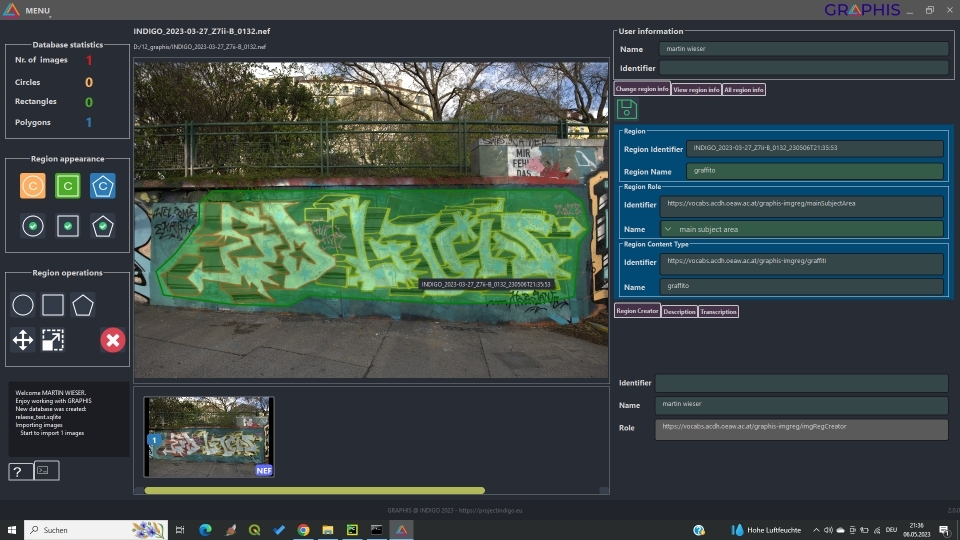 MENU
GRAPHIS
Database statistics
Nr. of images 1
Circles 0
Rectangles 0
Polygons 1
Region appearance
C C C
Region operations
Welcome MARTIN WIESER.
Enjoy working with GRAPHIS
New database was created:
relaese_test.sqlite
Importing images
Start to import 1 images
?
INDIGO_2023-03-27_Z7ii-B_0132.nef
D:/12_graphis/INDIGO_2023-03-27_Z7ii-B_0132.nef
MIR
DAS
INDIGO_2023-03-27_Z7ii-B_0132_230506T21:35:53
1
NEF
User information
Name martin wieser
Identifier
Change region info View region info All region info
Region
Region Identifier INDIGO_2023-03-27_Z7ii-B_0132_230506T21:35:53
Region Name graffito
Region Role
Identifier https://vocabs.acdh.oeaw.ac.at/graphis-imgreg/mainSubjectArea
Name main subject area
Region Content Type
Identifier https://vocabs.acdh.oeaw.ac.at/graphis-imgreg/graffiti
Name graffito
Region Creator Description Transcription
Identifier
Name martin wieser
Role https://vocabs.acdh.oeaw.ac.at/graphis-imgreg/imgRegCreator
GRAPHIS @ INDIGO 2023 - https://projectindigo.eu
Suchen
Hohe Luftfeuchte
DEU
21:36
06.05.2023